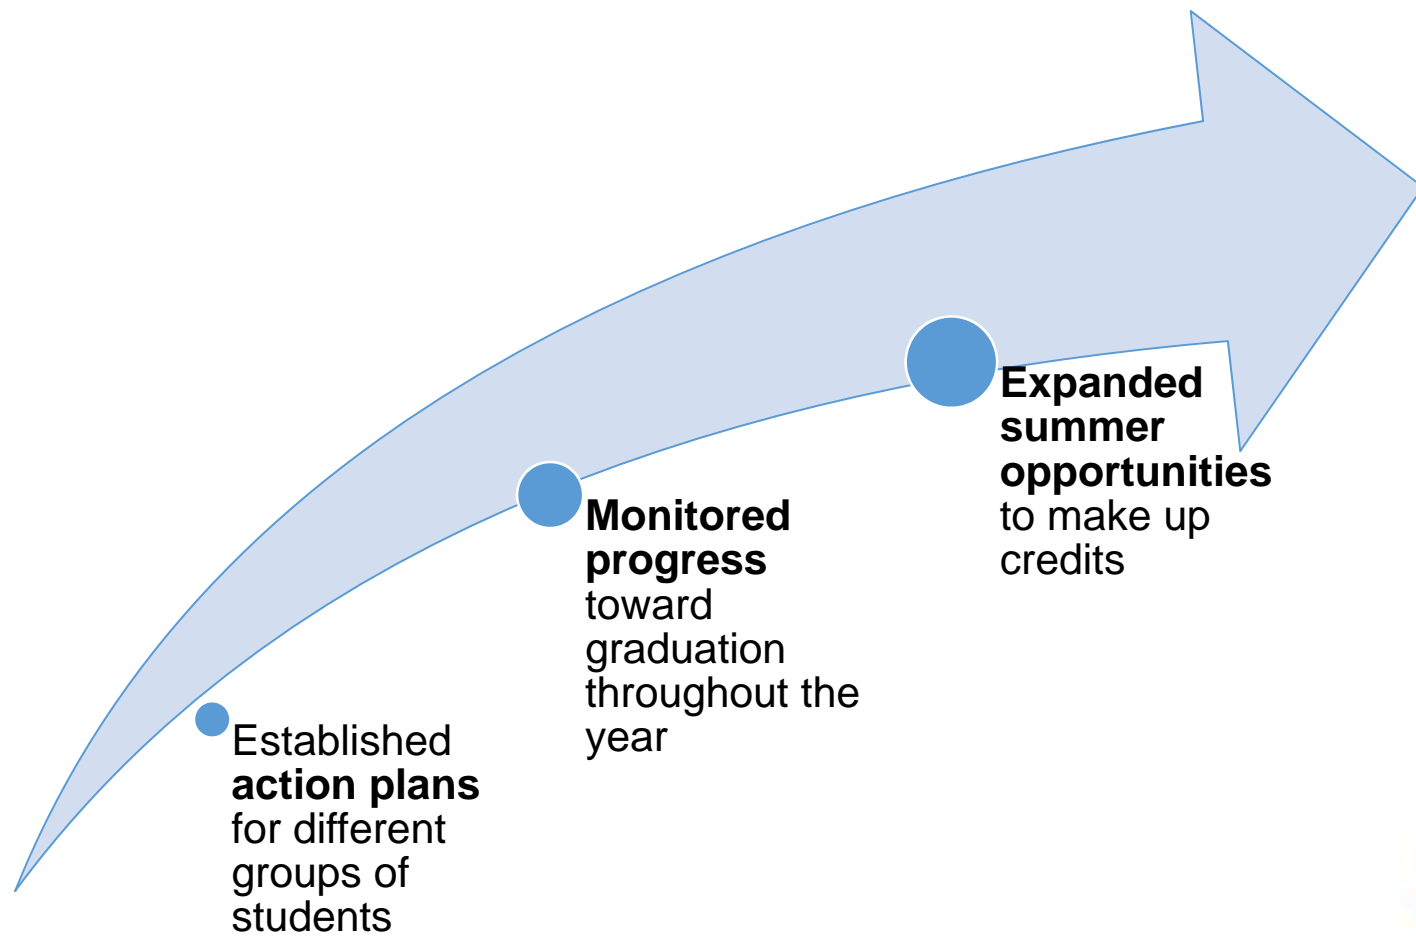 Established
action plans
for different
groups of
students
Monitored
progress
toward
graduation
throughout the
year
Expanded
summer
opportunities
to make up
credits